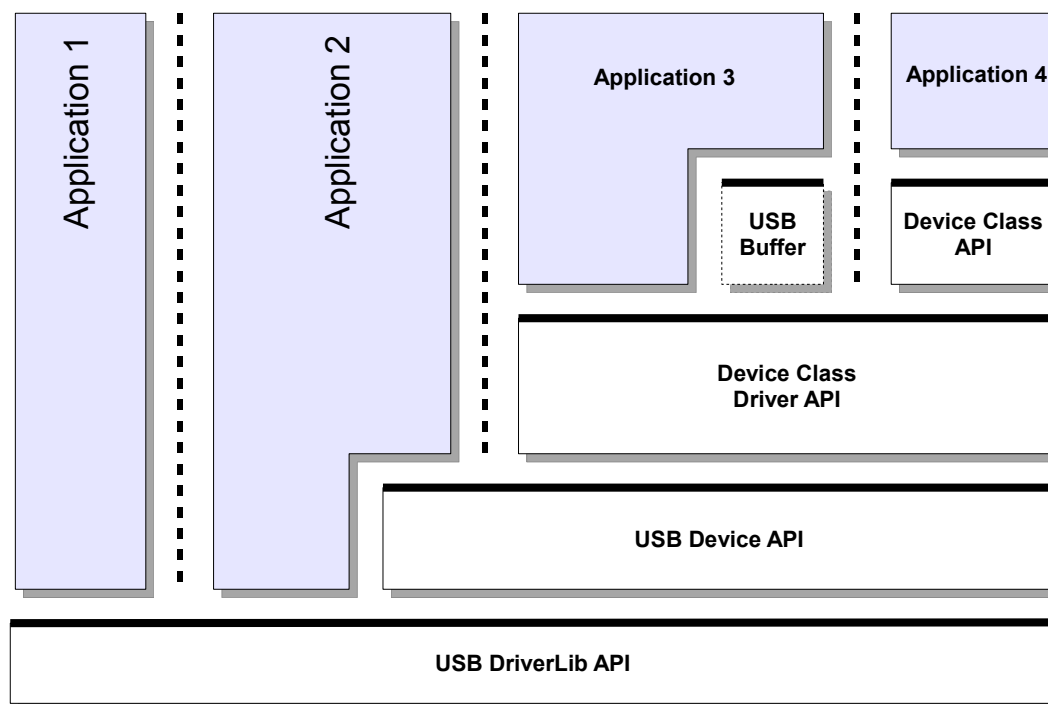 Application 1
Application 2
Application 3
Application 4
USB
Buffer
Device Class
API
Device Class
Driver API
USB Device API
USB DriverLib API